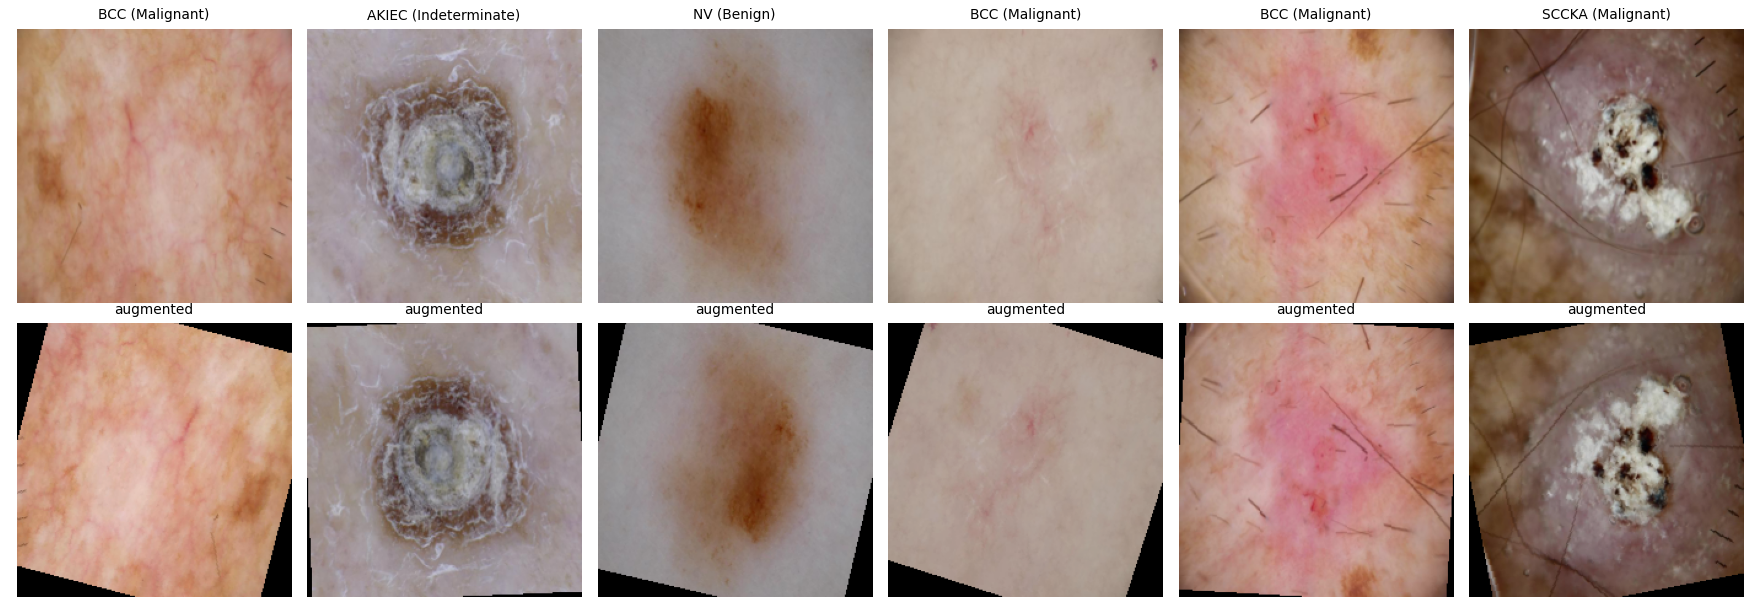 BCC (Malignant)
AKIEC (Indeterminate)
NV (Benign)
BCC (Malignant)
BCC (Malignant)
SCCKA (Malignant)
augmented
augmented
augmented
augmented
augmented
augmented